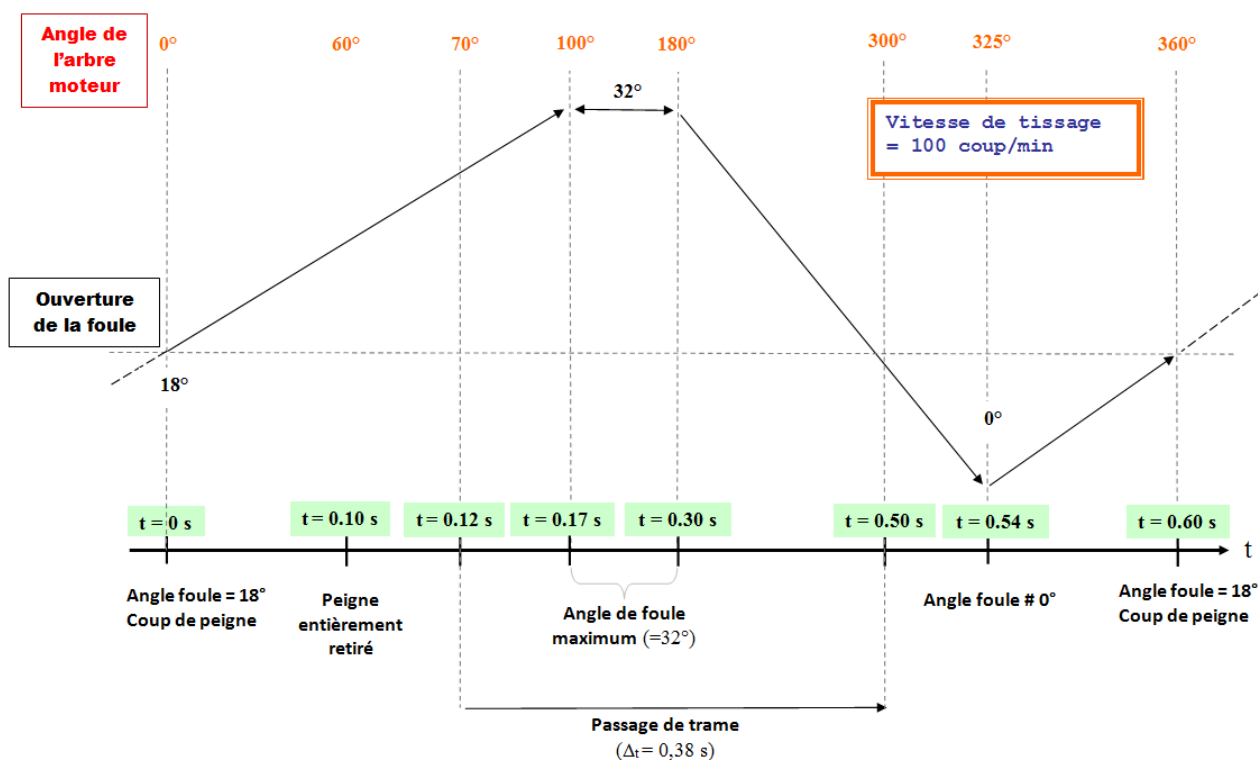 Angle de
l'arbre
moteur
0°
60°
70°
100°
180°
300°
325°
360°
32°
Vitesse de tissage
= 100 coup/min
Ouverture
de la foule
18°
0°
t = 0 s
t = 0.10 s
t = 0.12 s
t = 0.17 s
t = 0.30 s
t = 0.50 s
t = 0.54 s
t = 0.60 s
t
Angle foule = 18°
Coup de peigne
Peigne
entièrement
retiré
Angle de foule
maximum (=32°)
Angle foule # 0°
Angle foule = 18°
Coup de peigne
Passage de trame
(Δt = 0,38 s)